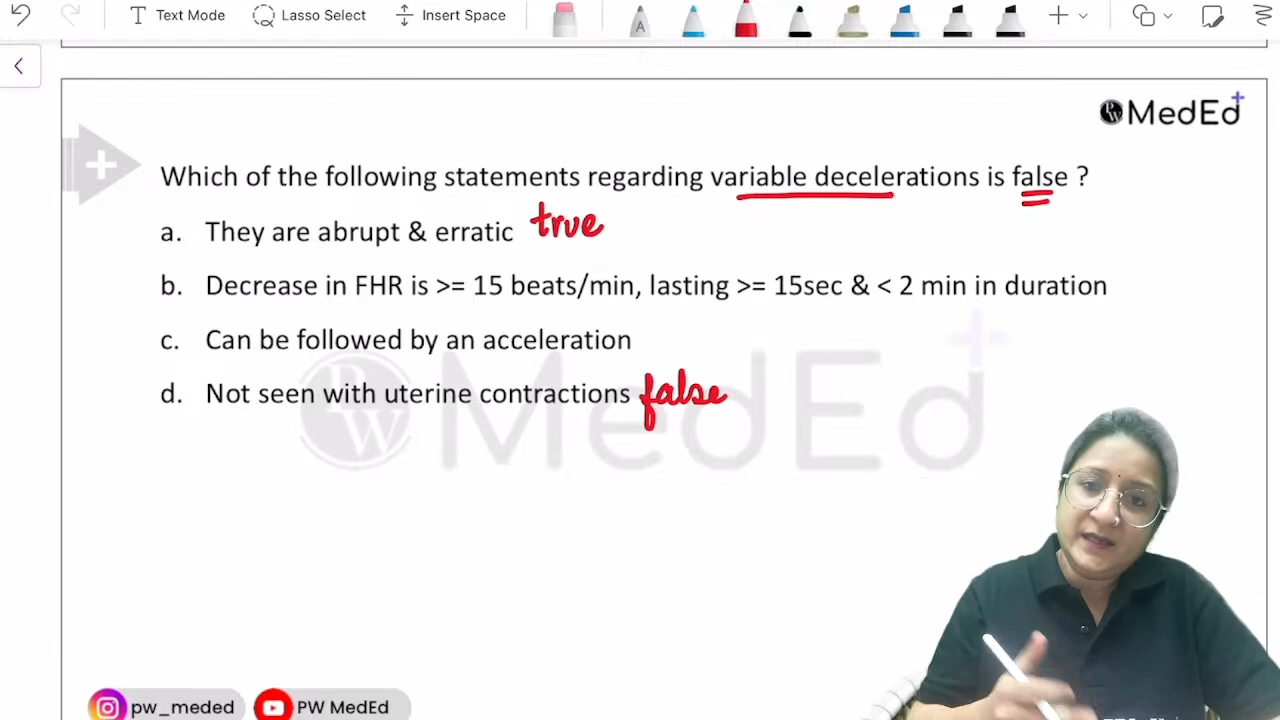 Text Mode Lasso Select Insert Space
MedEd
Which of the following statements regarding variable decelerations is false ?
a. They are abrupt & erratic true
b. Decrease in FHR is >= 15 beats/min, lasting >= 15sec & < 2 min in duration
c. Can be followed by an acceleration
d. Not seen with uterine contractions false
PW MedEd
pw_meded PW MedEd